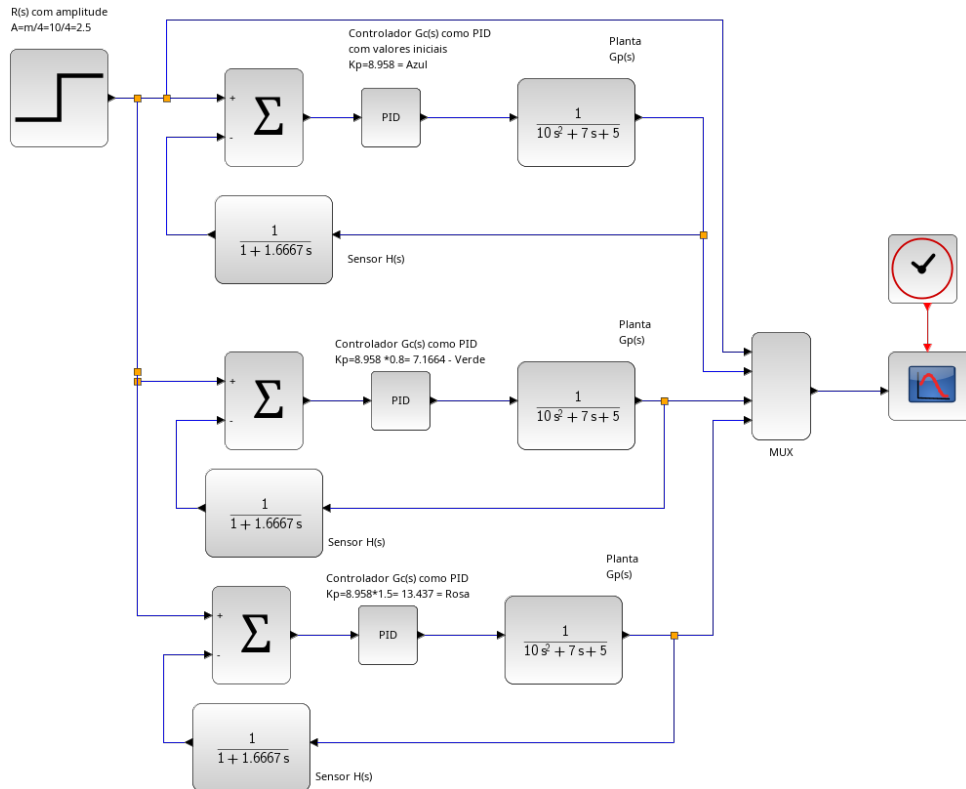 R(s) com amplitude
A=m/4=10/4=2.5
Controlador Gc(s) como PID
com valores iniciais
Kp=8.958 = Azul
Planta
Gp(s)
+
-
Σ
PID
1
10 s² + 7 s + 5
1
1 + 1.6667 s
Sensor H(s)
Controlador Gc(s) como PID
Kp=8.958 *0.8= 7.1664 - Verde
Planta
Gp(s)
+
-
Σ
PID
1
10 s² + 7 s + 5
MUX
1
1 + 1.6667 s
Sensor H(s)
Controlador Gc(s) como PID
Kp=8.958*1.5= 13.437 = Rosa
Planta
Gp(s)
+
-
Σ
PID
1
10 s² + 7 s + 5
1
1 + 1.6667 s
Sensor H(s)